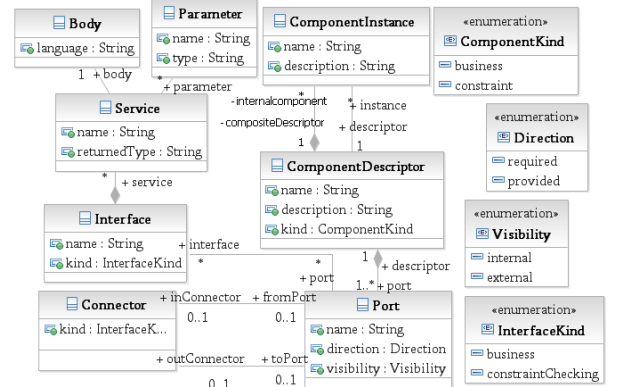 Body
language : String
1
+ body
Parameter
name : String
type : String
*
+ parameter
ComponentInstance
name : String
description : String
«enumeration»
ComponentKind
business
constraint
Service
name : String
returnedType : String
*
+ service
*
- internalcomponent
- compositeDescriptor
1
*
+ instance
+ descriptor
1
«enumeration»
Direction
required
provided
ComponentDescriptor
name : String
description : String
kind : ComponentKind
Interface
name : String
kind : InterfaceKind
+ interface
*
*
+ port
1
+ descriptor
1..*
+ port
«enumeration»
Visibility
internal
external
Connector
kind : InterfaceK...
+ inConnector
+ fromPort
0..1
0..1
+ outConnector
+ toPort
0..1
0..1
Port
name : String
direction : Direction
visibility : Visibility
«enumeration»
InterfaceKind
business
constraintChecking